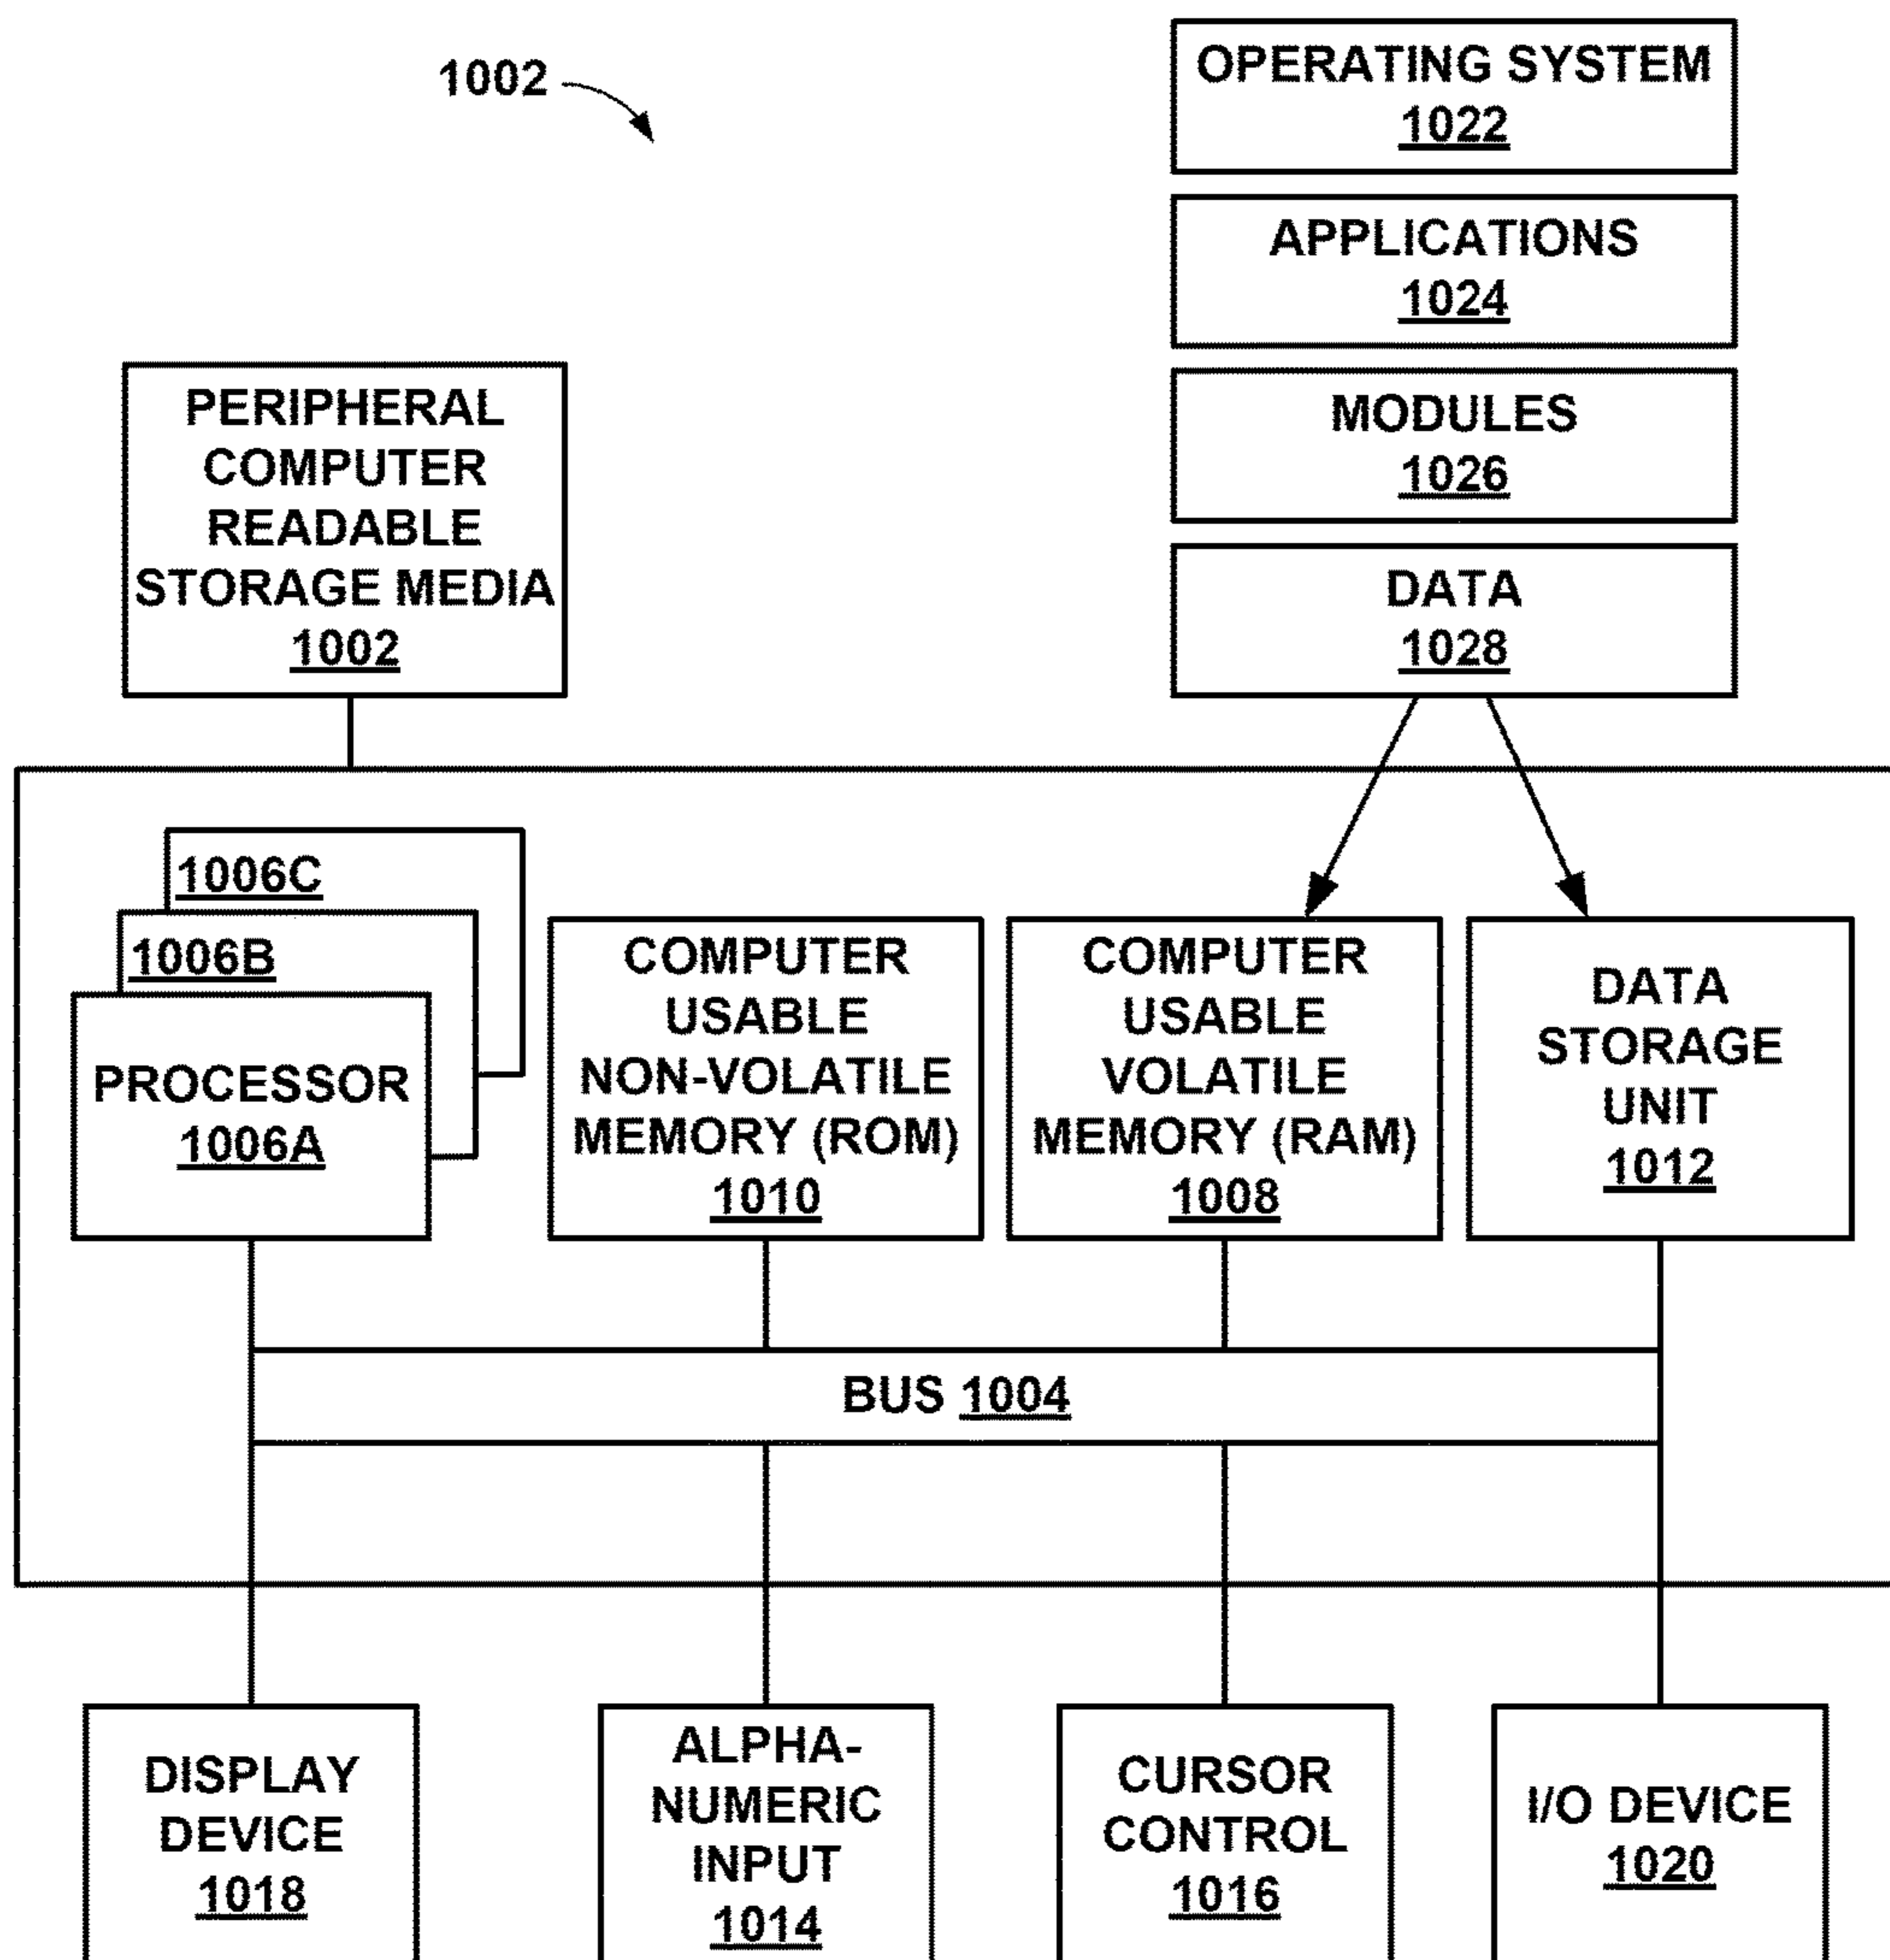 1002
OPERATING SYSTEM
1022
APPLICATIONS
1024
MODULES
1026
DATA
1028
PERIPHERAL
COMPUTER
READABLE
STORAGE MEDIA
1002
1006C
1006B
PROCESSOR
1006A
COMPUTER
USABLE
NON-VOLATILE
MEMORY (ROM)
1010
COMPUTER
USABLE
VOLATILE
MEMORY (RAM)
1008
DATA
STORAGE
UNIT
1012
BUS 1004
DISPLAY
DEVICE
1018
ALPHA-
NUMERIC
INPUT
1014
CURSOR
CONTROL
1016
I/O DEVICE
1020